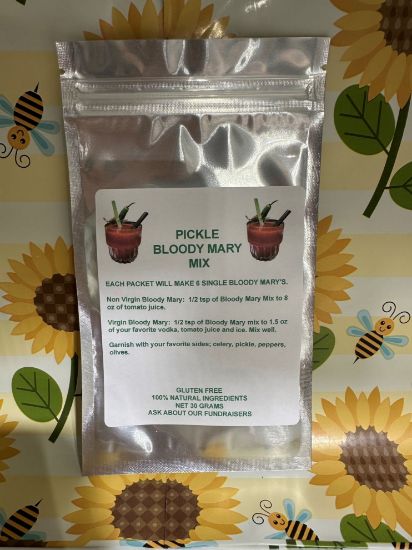 PICKLE
BLOODY MARY
MIX
EACH PACKET WILL MAKE 6 SINGLE BLOODY MARY'S.
Non Virgin Bloody Mary: 1/2 tsp of Bloody Mary Mix to 8
oz of tomato juice.
Virgin Bloody Mary: 1/2 tsp of Bloody Mary mix to 1.5 oz
of your favorite vodka, tomato juice and ice. Mix well.
Garnish with your favorite sides; celery, pickle, peppers,
olives.
GLUTEN FREE
100% NATURAL INGREDIENTS
NET 30 GRAMS
ASK ABOUT OUR FUNDRAISERS